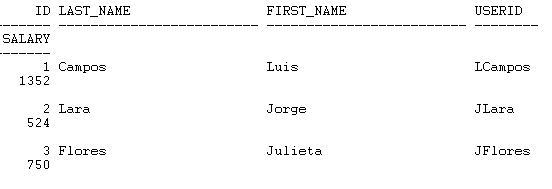 ID LAST_NAME FIRST_NAME USERID
------- ------------------------- ------------------------- --------
SALARY
-------
1 Campos Luis LCampos
1352
2 Lara Jorge JLara
524
3 Flores Julieta JFlores
750